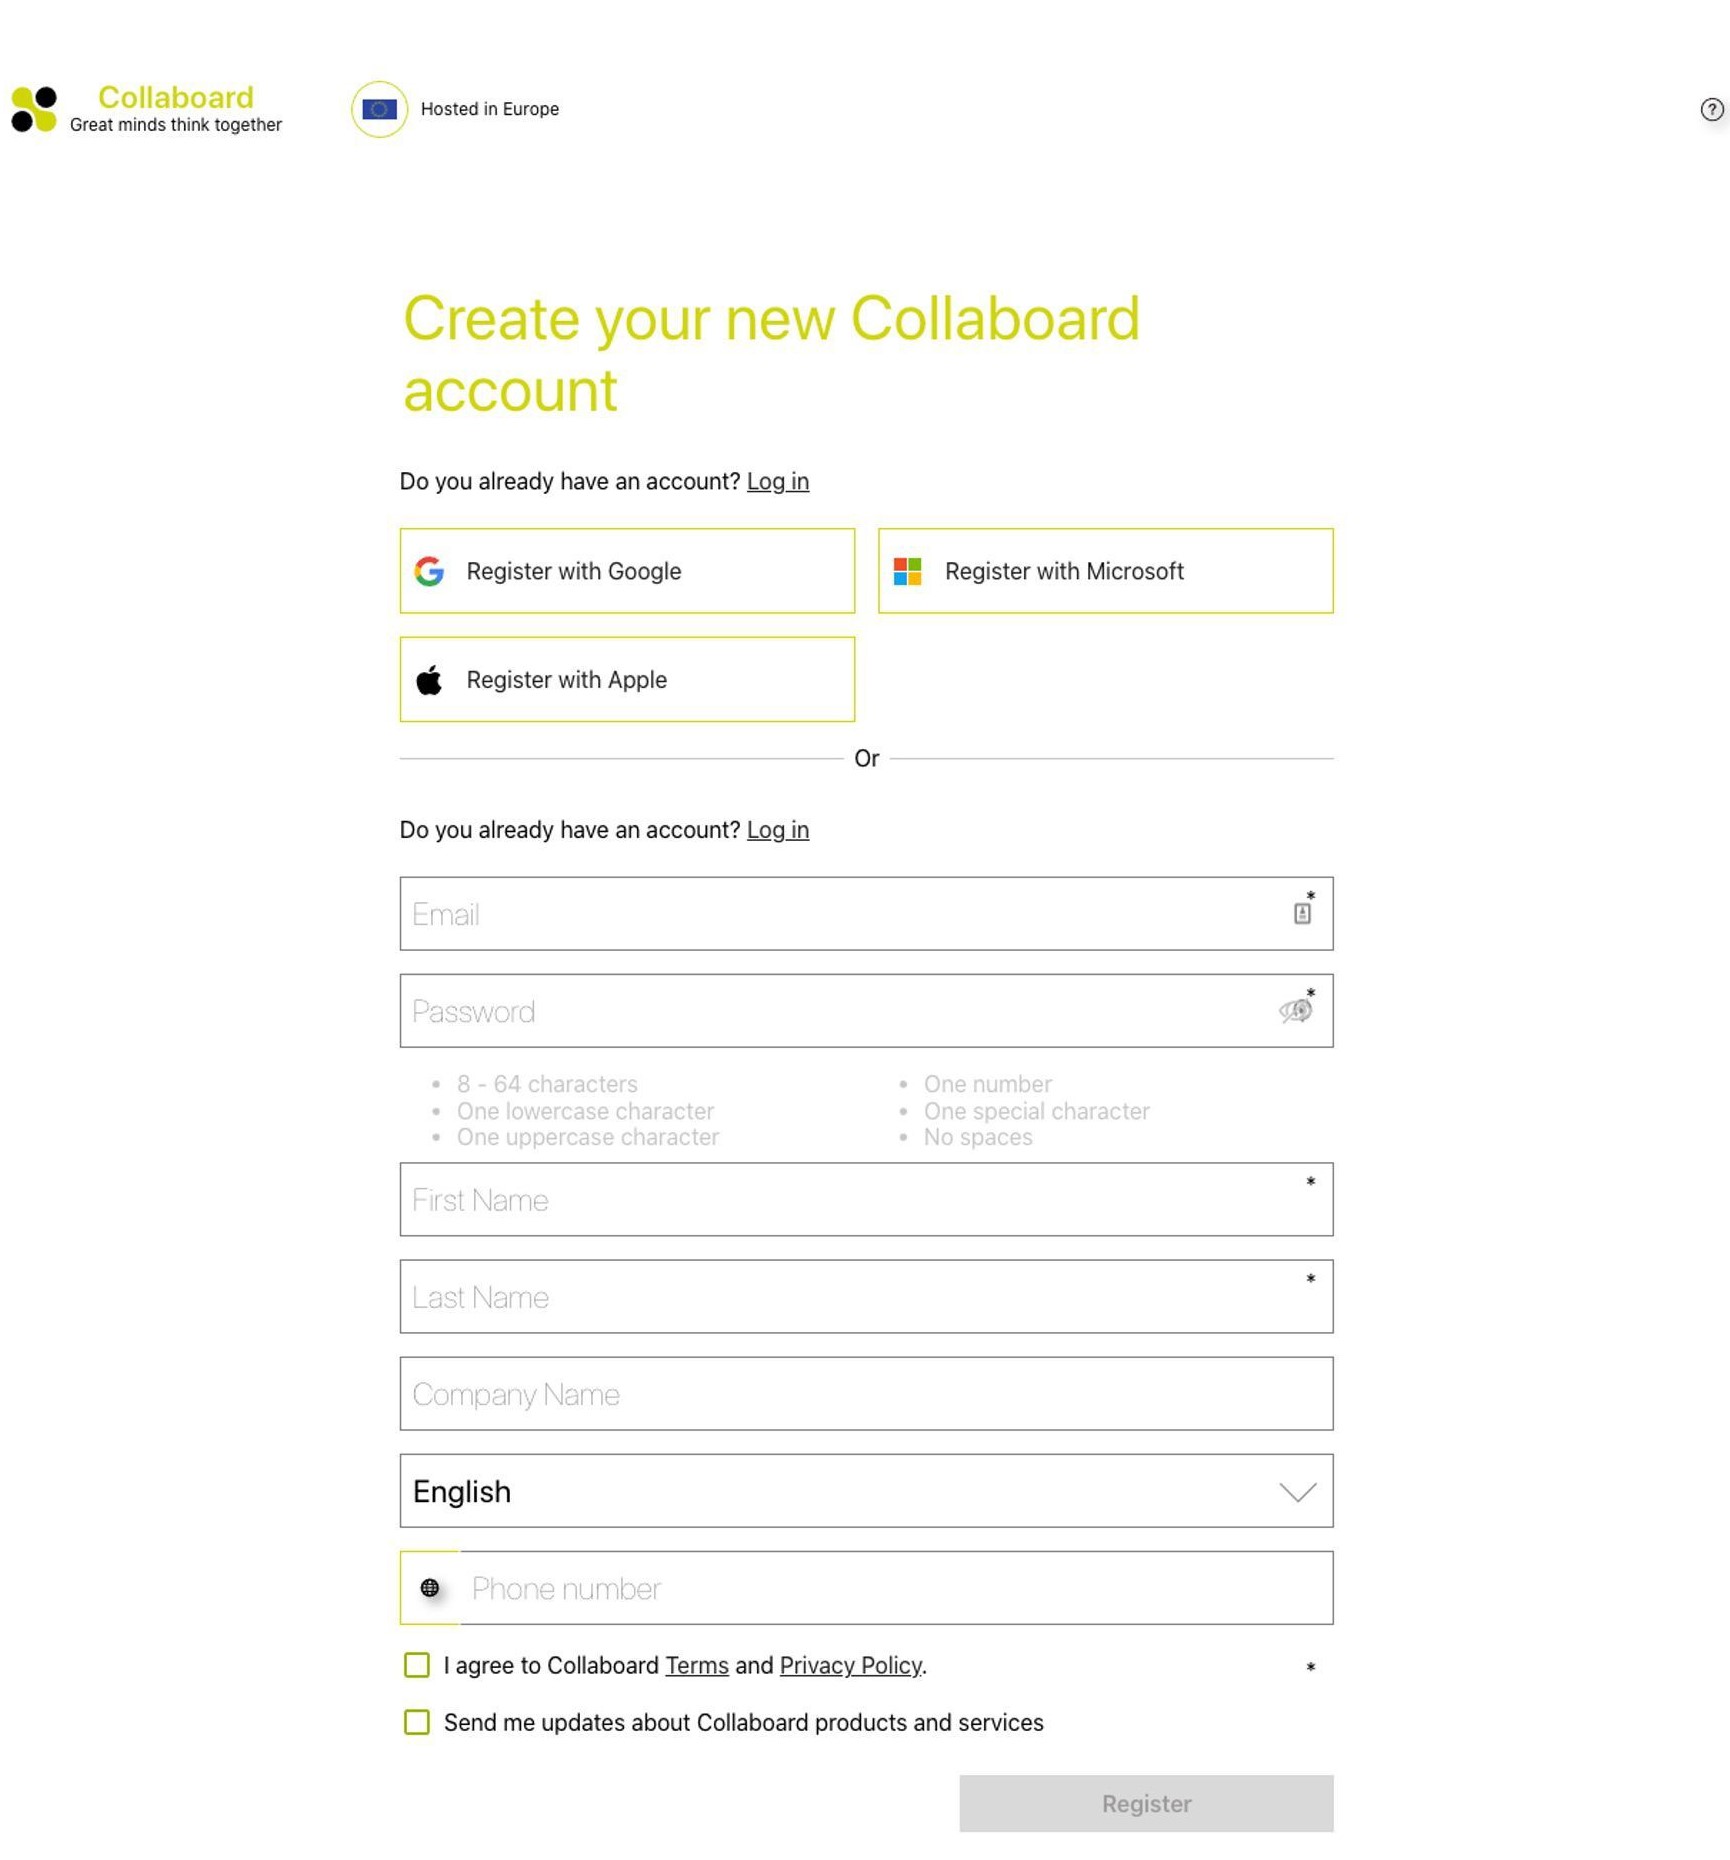 Collaboard
Great minds think together
Hosted in Europe
?
Create your new Collaboard
account
Do you already have an account? Log in
Register with Google
Register with Microsoft
Register with Apple
Or
Do you already have an account? Log in
Email *
Password *
• 8 - 64 characters
• One lowercase character
• One uppercase character
• One number
• One special character
• No spaces
First Name *
Last Name *
Company Name
English
Phone number
I agree to Collaboard Terms and Privacy Policy. *
Send me updates about Collaboard products and services
Register